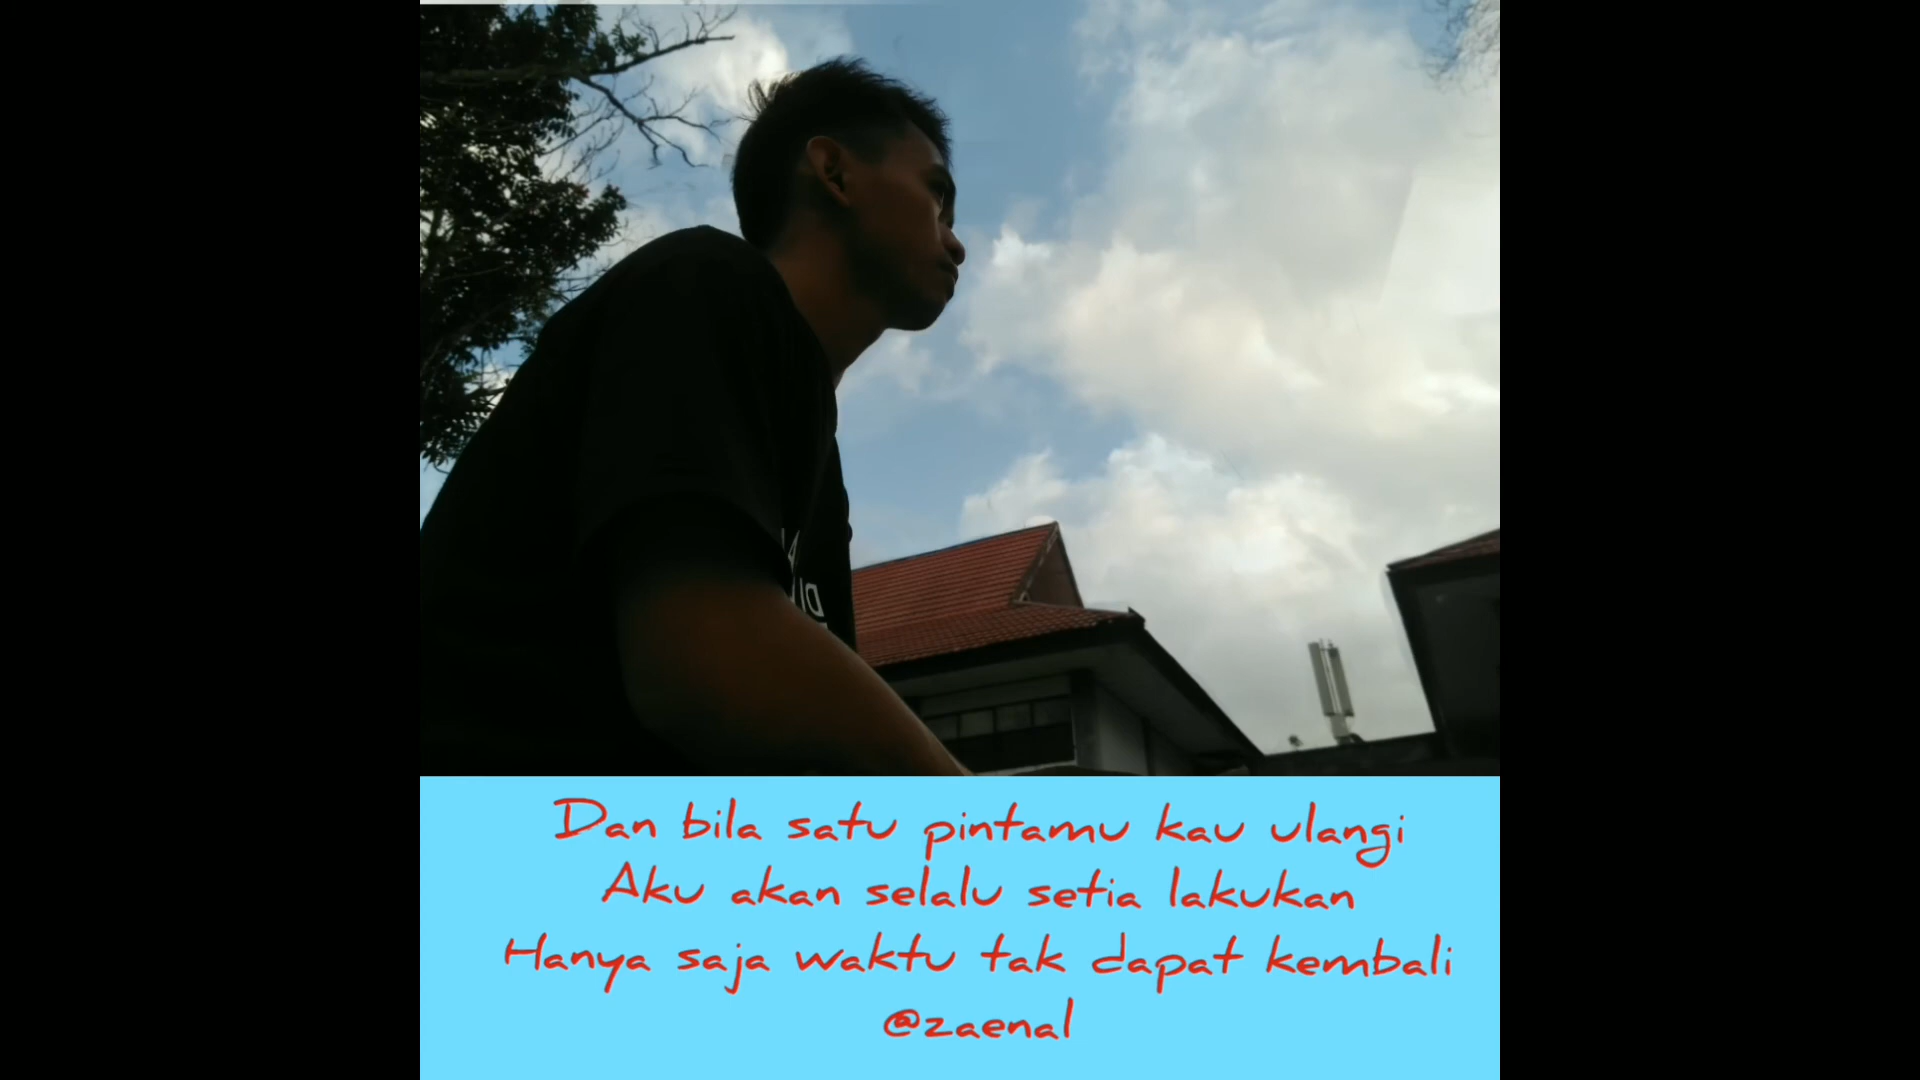 Dan bila satu pintamu kau ulangi
Aku akan selalu setia lakukan
Hanya saja waktu tak dapat kembali
@zaenal